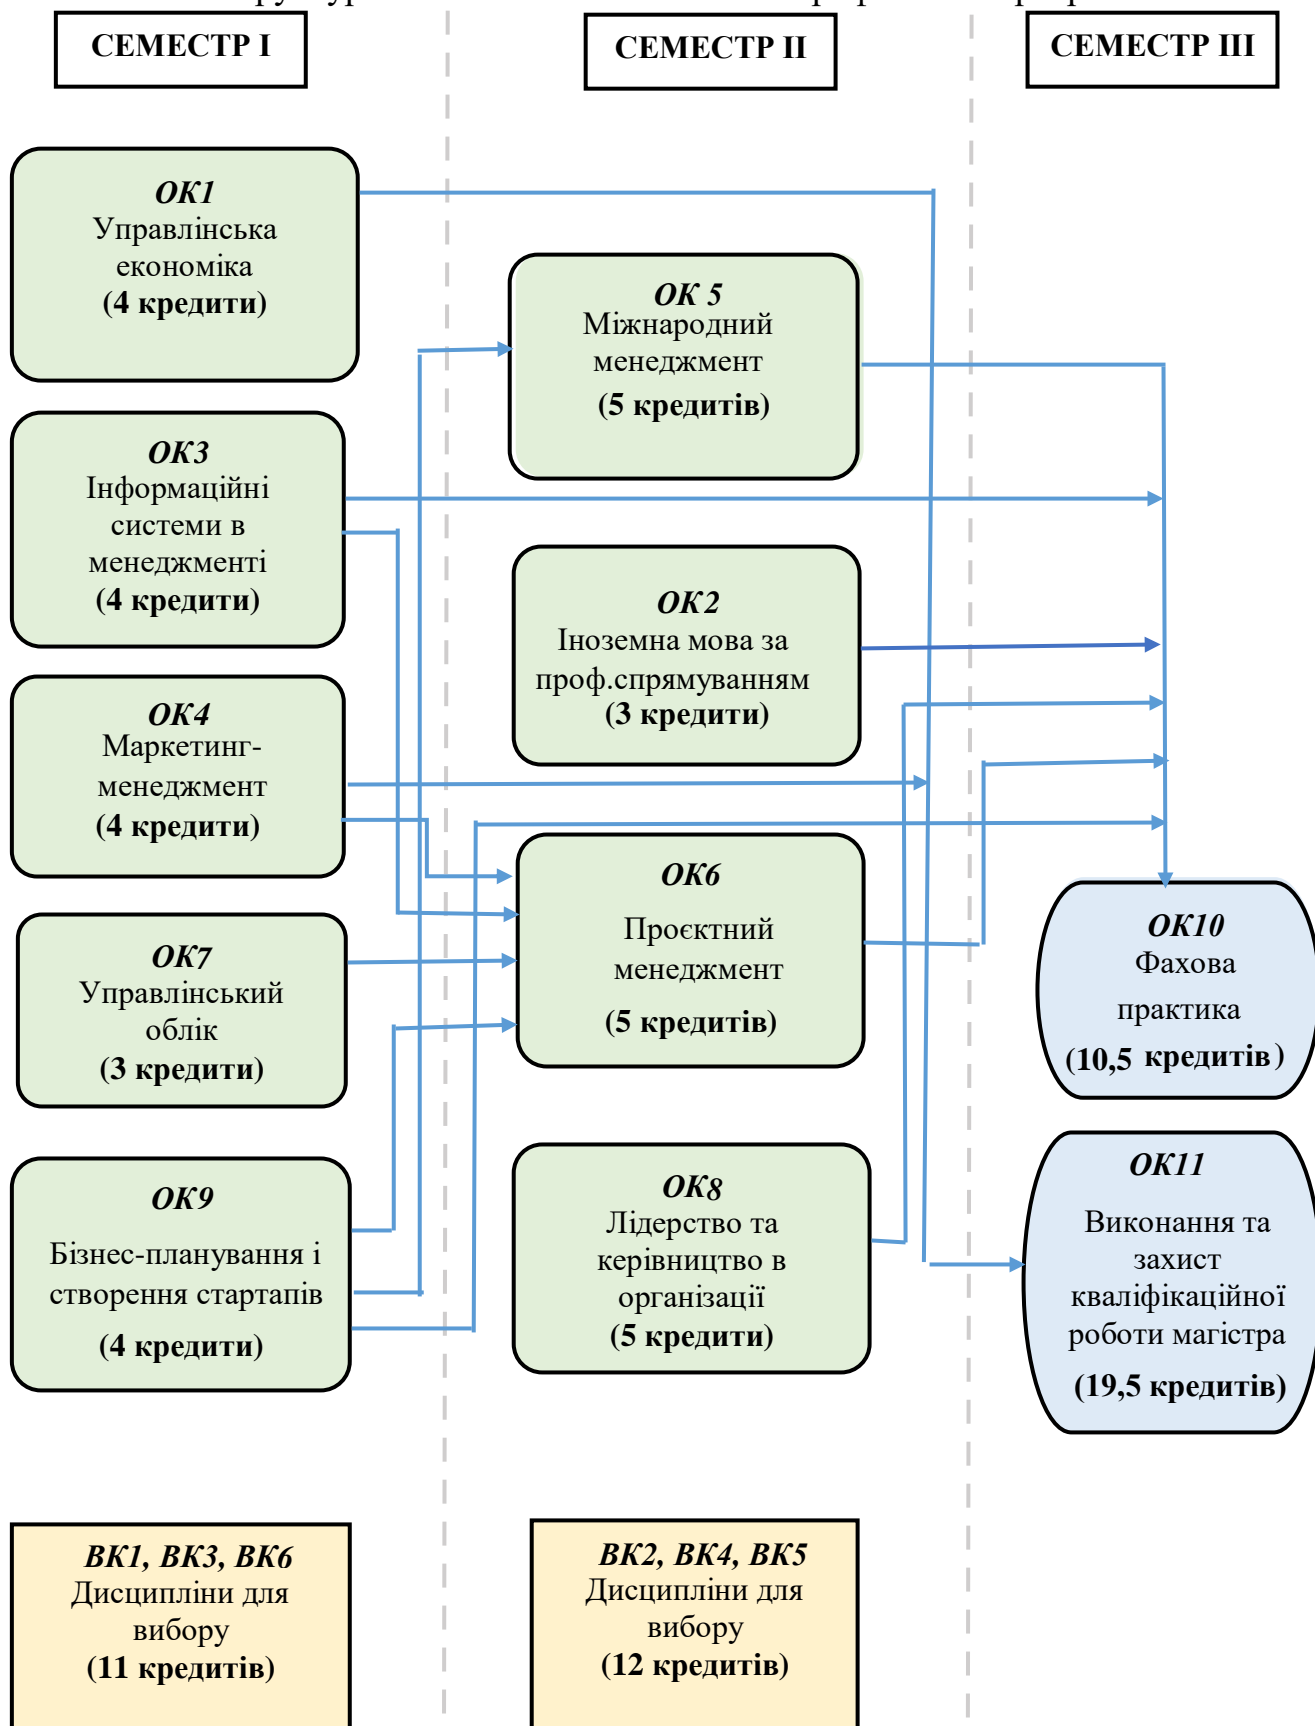 СЕМЕСТР І
СЕМЕСТР ІІ
СЕМЕСТР ІІІ
ОК1
Управлінська
економіка
(4 кредити)
ОК3
Інформаційні
системи в
менеджменті
(4 кредити)
ОК4
Маркетинг-
менеджмент
(4 кредити)
ОК7
Управлінський
облік
(3 кредити)
ОК9
Бізнес-планування і
створення стартапів
(4 кредити)
ВК1, ВК3, ВК6
Дисципліни для
вибору
(11 кредитів)
ОК 5
Міжнародний
менеджмент
(5 кредитів)
ОК2
Іноземна мова за
проф.спрямуванням
(3 кредити)
ОК6
Проєктний
менеджмент
(5 кредитів)
ОК8
Лідерство та
керівництво в
організації
(5 кредити)
ВК2, ВК4, ВК5
Дисципліни для
вибору
(12 кредитів)
ОК10
Фахова
практика
(10,5 кредитів)
ОК11
Виконання та
захист
кваліфікаційної
роботи магістра
(19,5 кредитів)